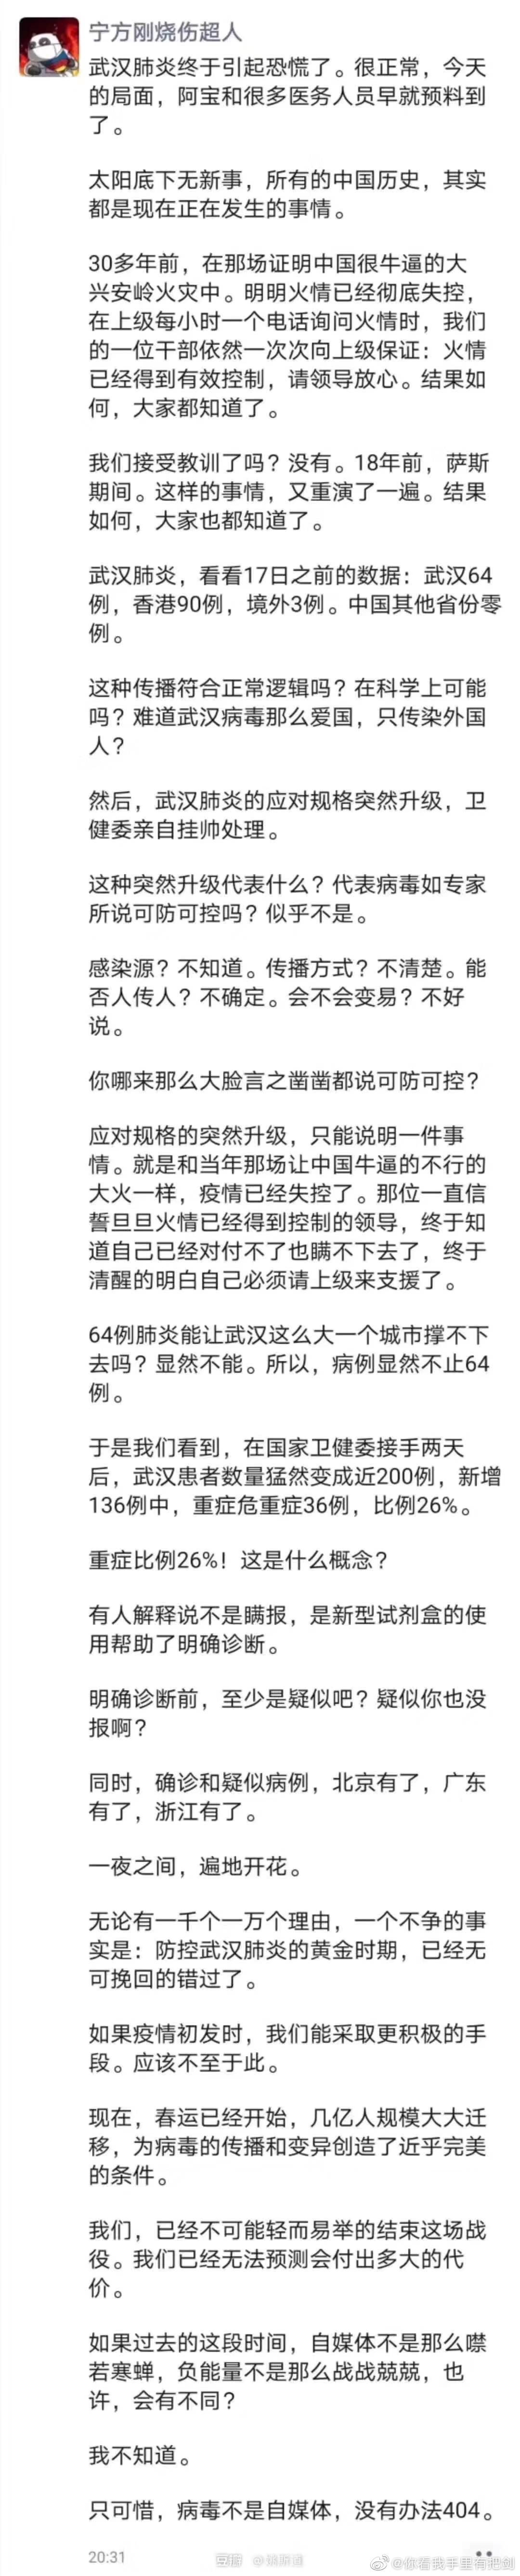 宁方刚烧伤超人
武汉肺炎终于引起恐慌了。很正常，今天
的局面，阿宝和很多医务人员早就预料到
了。
太阳底下无新事，所有的中国历史，其实
都是现在正在发生的事情。
30多年前，在那场证明中国很牛逼的大
兴安岭火灾中。明明火情已经彻底失控，
在上级每小时一个电话询问火情时，我们
的一位干部依然一次次向上级保证：火情
已经得到有效控制，请领导放心。结果如
何，大家都知道了。
我们接受教训了吗？没有。18年前，萨斯
期间。这样的事情，又重演了一遍。结果
如何，大家也都知道了。
武汉肺炎，看看17日之前的数据：武汉64
例，香港90例，境外3例。中国其他省份零
例。
这种传播符合正常逻辑吗？在科学上可能
吗？难道武汉病毒那么爱国，只传染外国
人？
然后，武汉肺炎的应对规格突然升级，卫
健委亲自挂帅处理。
这种突然升级代表什么？代表病毒如专家
所说可防可控吗？似乎不是。
感染源？不知道。传播方式？不清楚。能
否人传人？不确定。会不会变易？不好
说。
你哪来那么大脸言之凿凿都说可防可控？
应对规格的突然升级，只能说明一件事
情。就是和当年那场让中国牛逼的不行的
大火一样，疫情已经失控了。那位一直信
誓旦旦火情已经得到控制的领导，终于知
道自己已经对付不了也瞒不下去了，终于
清醒的明白自己必须请上级来支援了。
64例肺炎能让武汉这么大一个城市撑不下
去吗？显然不能。所以，病例显然不止64
例。
于是我们看到，在国家卫健委接手两天
后，武汉患者数量猛然变成近200例，新增
136例中，重症危重症36例，比例26%。
重症比例26%！这是什么概念？
有人解释说不是瞒报，是新型试剂盒的使
用帮助了明确诊断。
明确诊断前，至少是疑似吧？疑似你也没
报啊？
同时，确诊和疑似病例，北京有了，广东
有了，浙江有了。
一夜之间，遍地开花。
无论有一千个一万个理由，一个不争的事
实是：防控武汉肺炎的黄金时期，已经无
可挽回的错过了。
如果疫情初发时，我们能采取更积极的手
段。应该不至于此。
现在，春运已经开始，几亿人规模大大迁
移，为病毒的传播和变异创造了近乎完美
的条件。
我们，已经不可能轻而易举的结束这场战
役。我们已经无法预测会付出多大的代
价。
如果过去的这段时间，自媒体不是那么噤
若寒蝉，负能量不是那么战战兢兢，也
许，会有不同？
我不知道。
只可惜，病毒不是自媒体，没有办法404。
20:31
豆瓣
@你看我手里有把剑